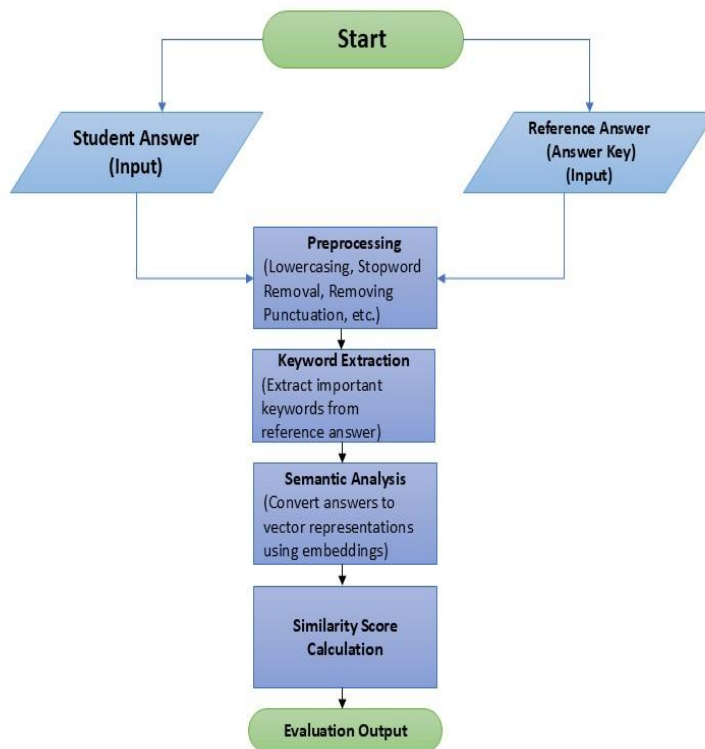 Start
Student Answer
(Input)
Reference Answer
(Answer Key)
(Input)
Preprocessing
(Lowercasing, Stopword
Removal, Removing
Punctuation, etc.)
Keyword Extraction
(Extract important
keywords from
reference answer)
Semantic Analysis
(Convert answers to
vector representations
using embeddings)
Similarity Score
Calculation
Evaluation Output